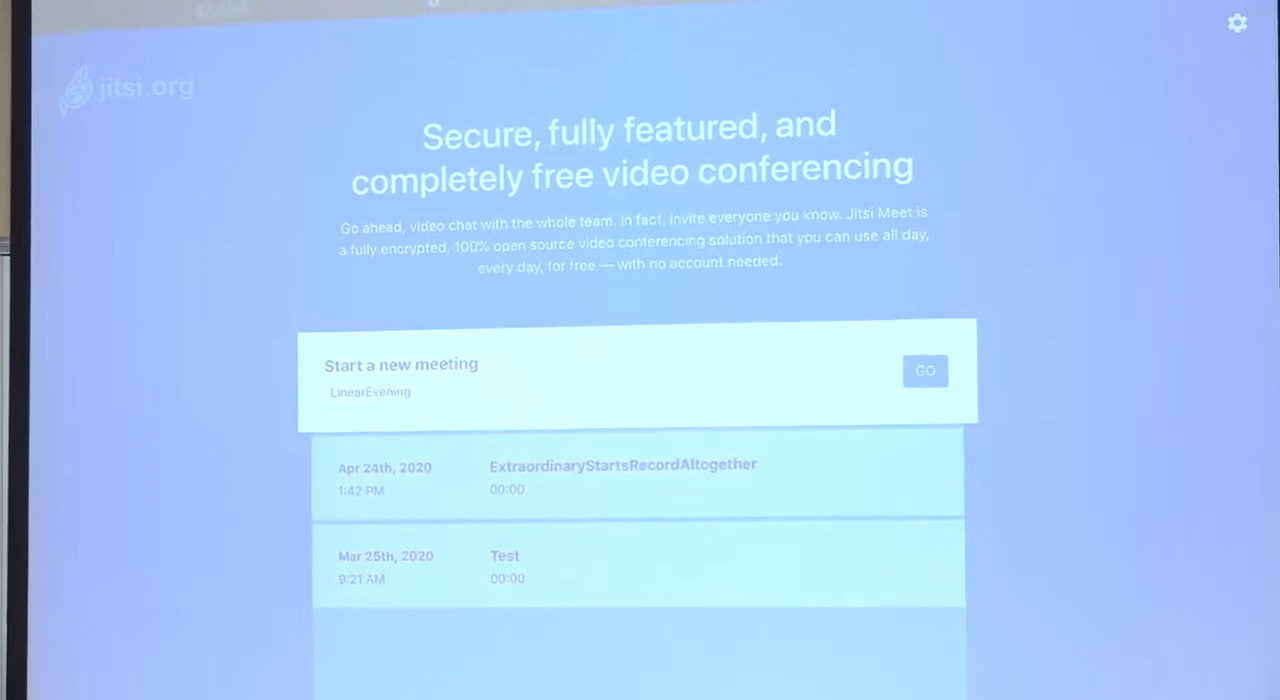 jitsi.org
Secure, fully featured, and
completely free video conferencing
Go ahead, video chat with the whole team. In fact, invite everyone you know. Jitsi Meet is
a fully encrypted, 100% open source video conferencing solution that you can use all day,
every day, for free — with no account needed.
Start a new meeting
LinearEvening
GO
Apr 24th, 2020
ExtraordinaryStartsRecordAltogether
1:42 PM
00:00
Mar 25th, 2020
Test
9:21 AM
00:00